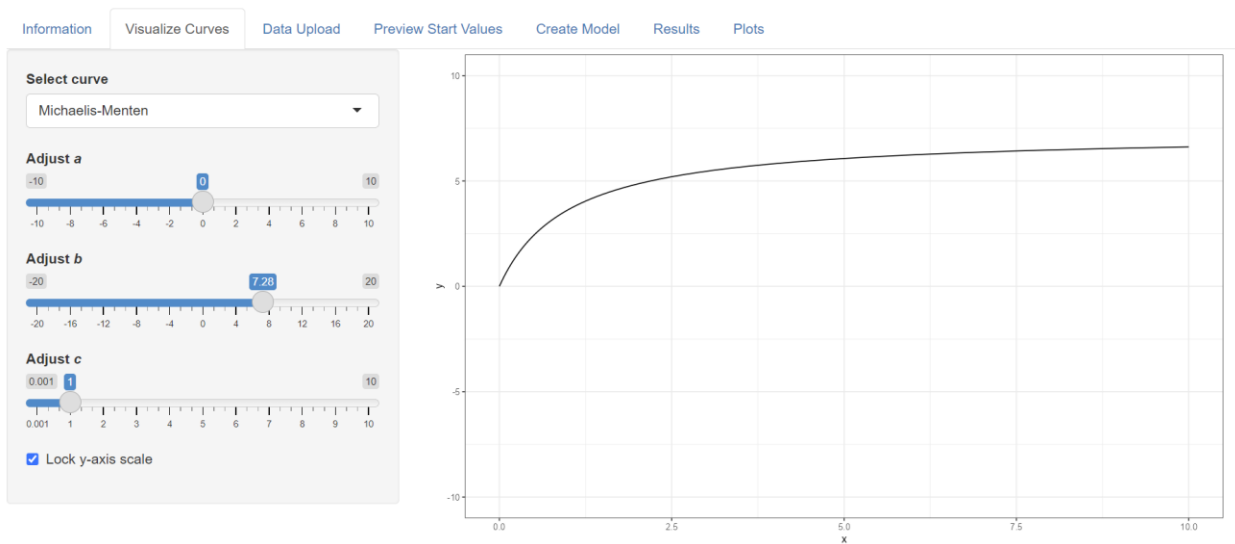 Information Visualize Curves Data Upload Preview Start Values Create Model Results Plots
Select curve
Michaelis-Menten
Adjust a
-10 0 10
-10 -8 -6 -4 -2 0 2 4 6 8 10
Adjust b
-20 7.28 20
-20 -16 -12 -8 -4 0 4 8 12 16 20
Adjust c
0.001 1 10
0.001 1 2 3 4 5 6 7 8 9 10
Lock y-axis scale
10
5
y 0
-5
-10
0.0 2.5 5.0 7.5 10.0
x